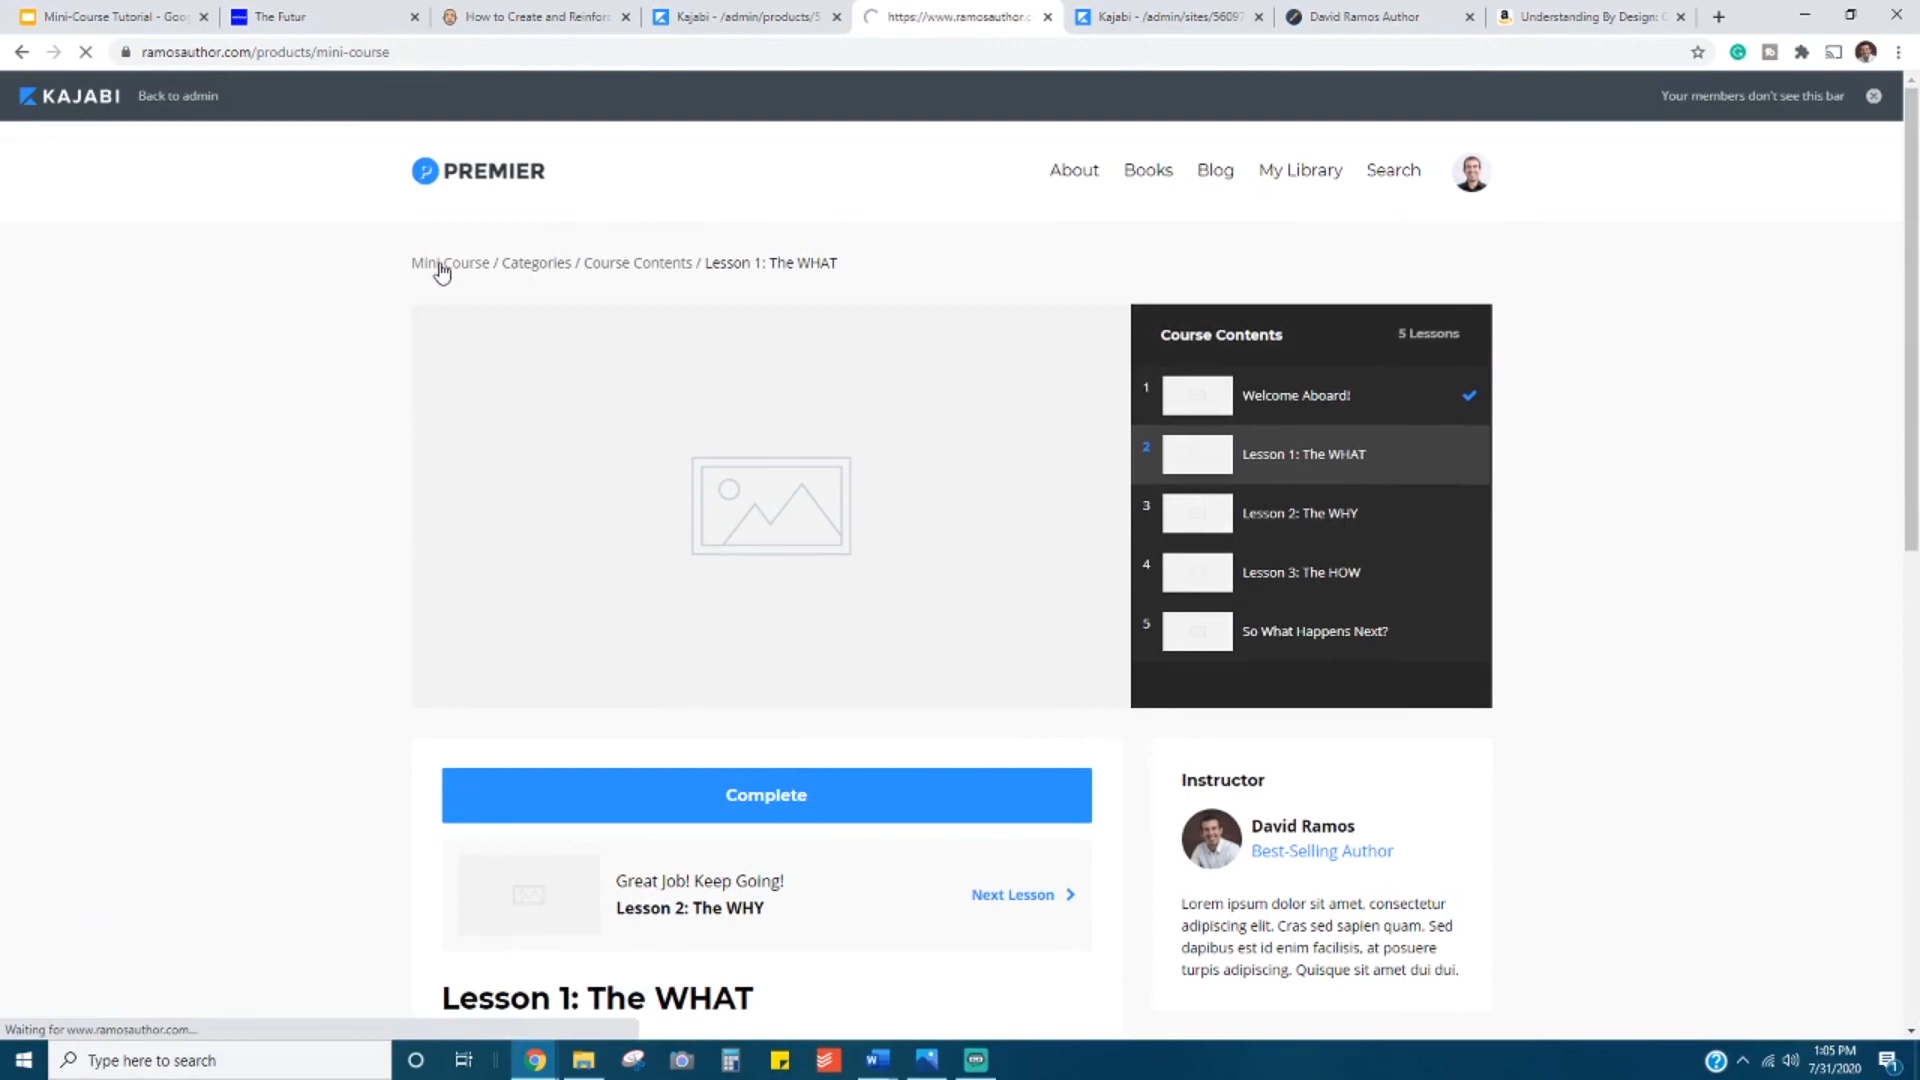 Mini-Course Tutorial - Goo
The Futur
How to Create and Reinfor
Kajabi - /admin/products/5
https://www.ramosauthor.c
Kajabi - /admin/sites/56097
David Ramos Author
Understanding By Design: G
ramosauthor.com/products/mini-course
KAJABI
Back to admin
Your members don't see this bar
PREMIER
About
Books
Blog
My Library
Search
Mini-Course / Categories / Course Contents / Lesson 1: The WHAT
Course Contents
5 Lessons
1
Welcome Aboard!
2
Lesson 1: The WHAT
3
Lesson 2: The WHY
4
Lesson 3: The HOW
5
So What Happens Next?
Complete
Great Job! Keep Going!
Lesson 2: The WHY
Next Lesson
Instructor
David Ramos
Best-Selling Author
Lorem ipsum dolor sit amet, consectetur
adipiscing elit. Cras sed sapien quam. Sed
dapibus est id enim facilisis, at posuere
turpis adipiscing. Quisque sit amet dui dui.
Lesson 1: The WHAT
Waiting for www.ramosauthor.com...
Type here to search
1:05 PM
7/31/2020